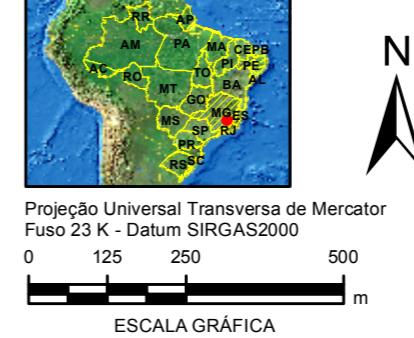 RR AP
AM PA MA CE PB
PI PE
AC RO TO AL
MT BA
GO
MS MG ES
SP RJ
PR
SC
RS
N
Projeção Universal Transversa de Mercator
Fuso 23 K - Datum SIRGAS2000
0 125 250 500
m
ESCALA GRÁFICA